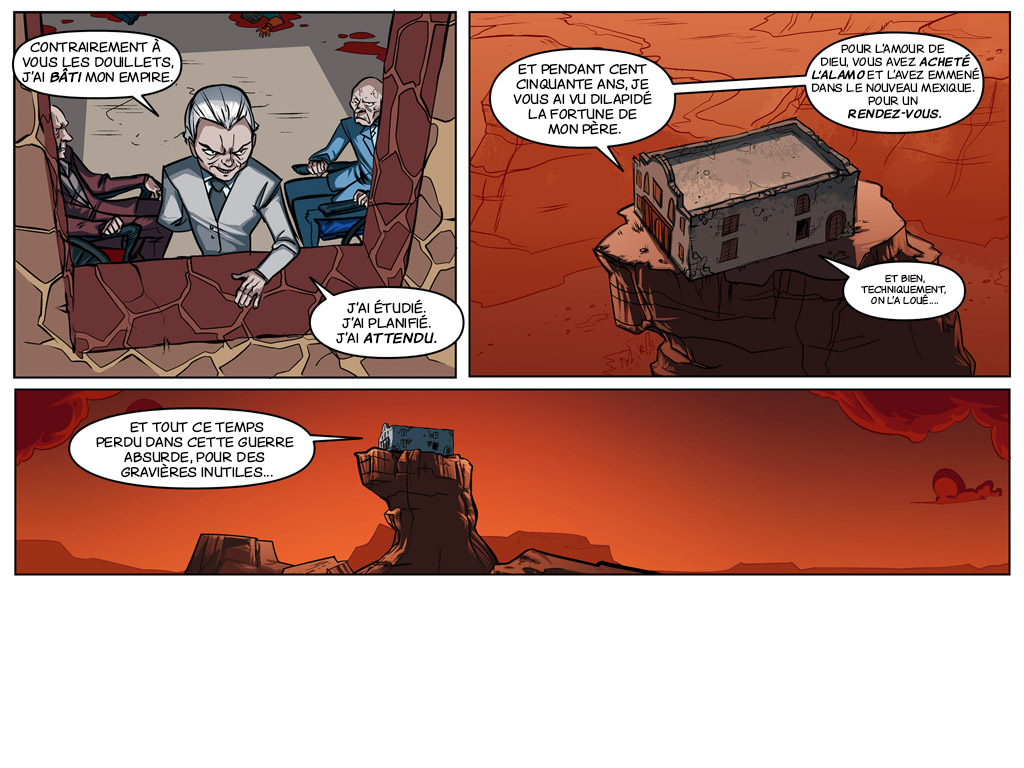 CONTRAIREMENT À
VOUS LES DOUILLETS,
J'AI BÂTI MON EMPIRE.
J'AI ÉTUDIÉ.
J'AI PLANIFIÉ.
J'AI ATTENDU.
ET PENDANT CENT
CINQUANTE ANS, JE
VOUS AI VU DILAPIDÉ
LA FORTUNE DE
MON PÈRE.
POUR L'AMOUR DE
DIEU, VOUS AVEZ ACHETÉ
L'ALAMO ET L'AVEZ EMMENÉ
DANS LE NOUVEAU MEXIQUE.
POUR UN
RENDEZ-VOUS.
ET BIEN,
TECHNIQUEMENT,
ON L'A LOUÉ....
ET TOUT CE TEMPS
PERDU DANS CETTE GUERRE
ABSURDE, POUR DES
GRAVIÈRES INUTILES...